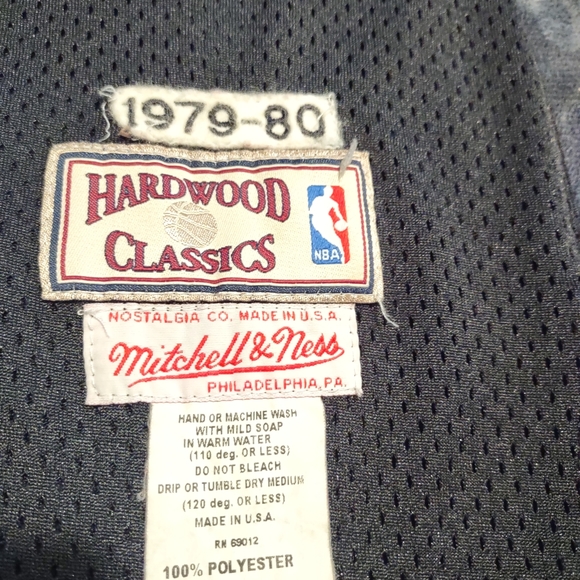 1979-80
HARDWOOD
CLASSICS
NBA
NOSTALGIA CO. MADE IN U.S.A.
Mitchell & Ness
PHILADELPHIA, PA.
HAND OR MACHINE WASH
WITH MILD SOAP
IN WARM WATER
(110 deg. OR LESS)
DO NOT BLEACH
DRIP OR TUMBLE DRY MEDIUM
(120 deg. OR LESS)
MADE IN U.S.A.
RN 69012
100% POLYESTER